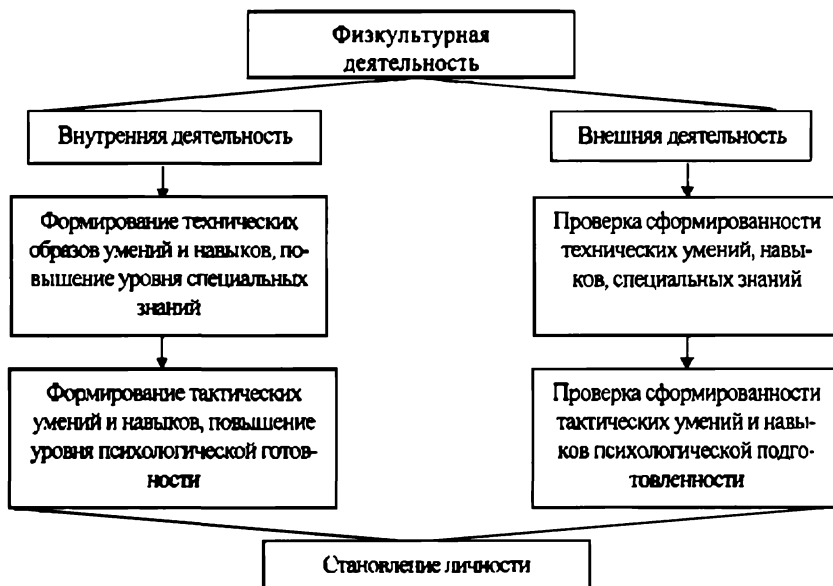 Физкультурная
деятельность
Внутренняя деятельность
Внешняя деятельность
Формирование технических
образов умений и навыков, по-
вышение уровня специальных
знаний
Проверка сформированности
технических умений, навы-
ков, специальных знаний
Формирование тактических
умений и навыков, повышение
уровня психологической готов-
ности
Проверка сформированности
тактических умений и навы-
ков психологической подго-
товленности
Становление личности